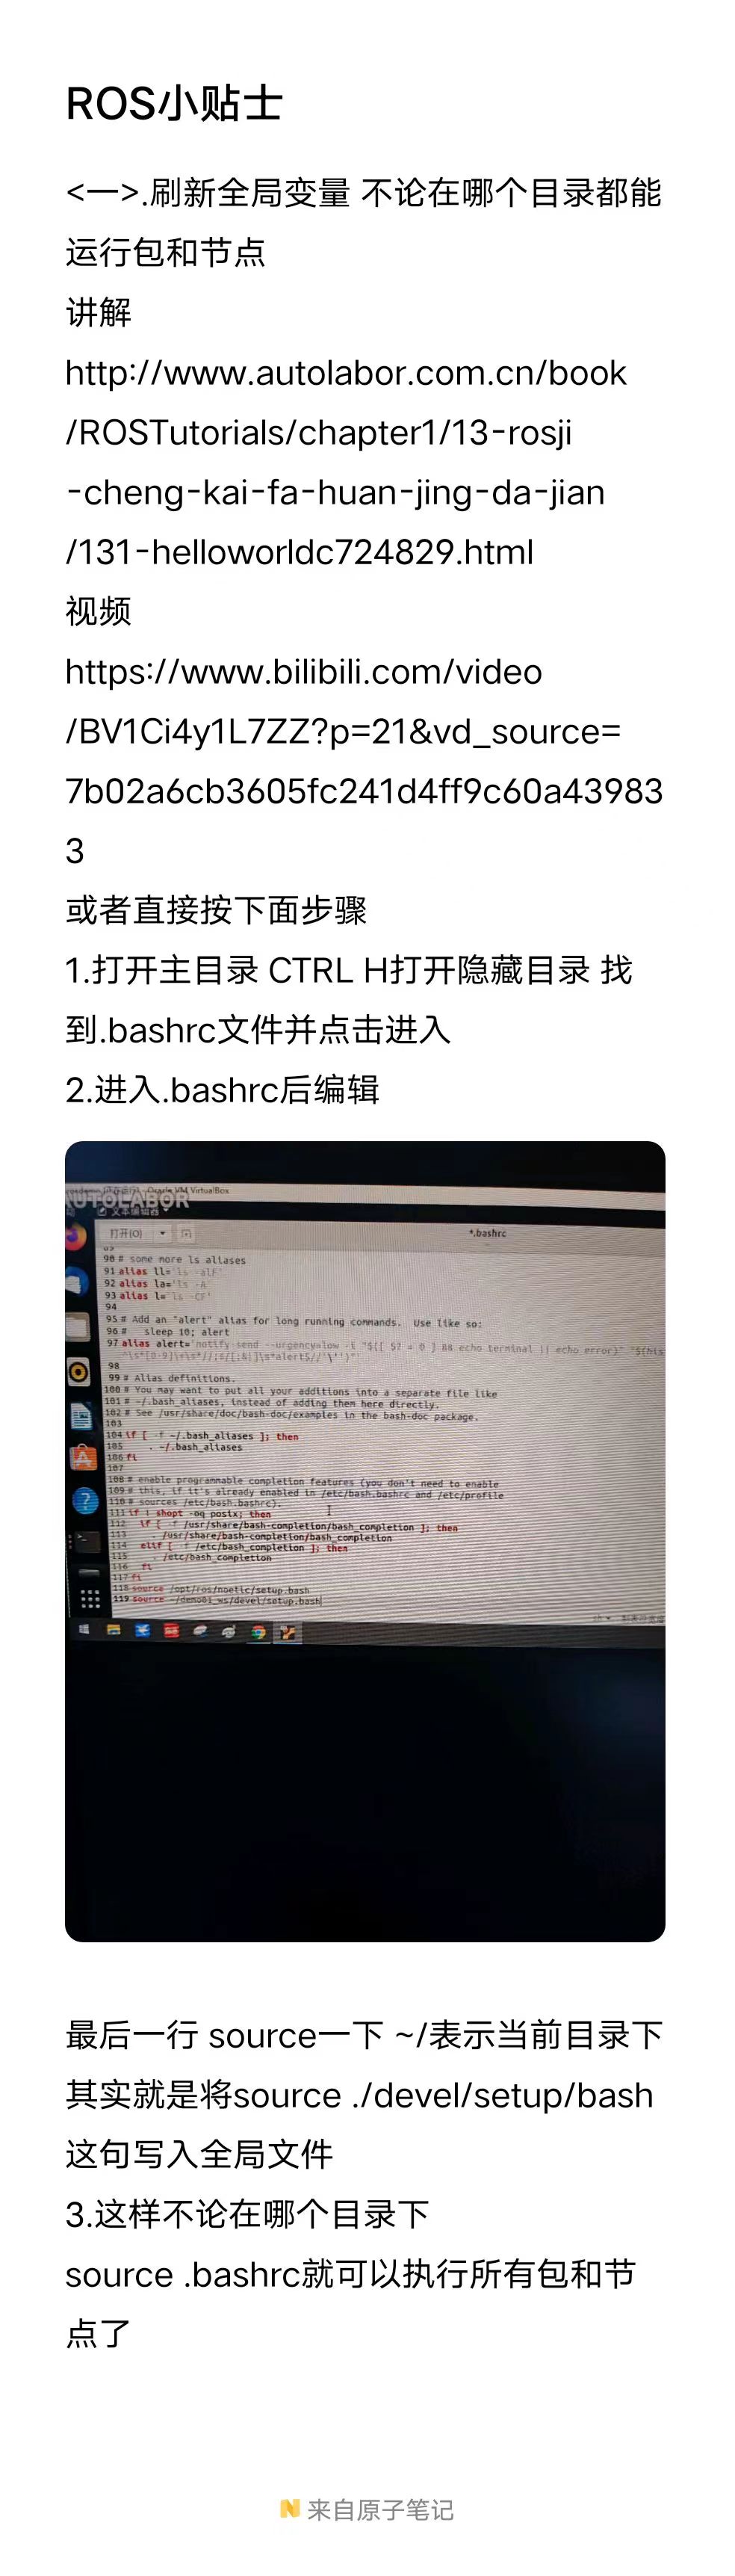 ROS小贴士
<一>.刷新全局变量 不论在哪个目录都能
运行包和节点
讲解
http://www.autolabor.com.cn/book
/ROSTutorials/chapter1/13-rosji
-cheng-kai-fa-huan-jing-da-jian
/131-helloworldc724829.html
视频
https://www.bilibili.com/video
/BV1Ci4y1L7ZZ?p=21&vd_source=
7b02a6cb3605fc241d4ff9c60a43983
3
或者直接按下面步骤
1.打开主目录 CTRL H打开隐藏目录 找
到.bashrc文件并点击进入
2.进入.bashrc后编辑
Oracle VM VirtualBox
AUTOLABOR
文本编辑器
打开(O)
*.bashrc
90 # some more ls aliases
91 alias ll='ls -alF'
92 alias la='ls -A'
93 alias l='ls -CF'
94
95 # Add an "alert" alias for long running commands.  Use like so:
96 #   sleep 10; alert
97 alias alert='notify-send --urgency=low -i "$([ $? = 0 ] && echo terminal || echo error)" "$(his
98
99 # Alias definitions.
100 # You may want to put all your additions into a separate file like
101 # ~/.bash_aliases, instead of adding them here directly.
102 # See /usr/share/doc/bash-doc/examples in the bash-doc package.
103
104 if [ -f ~/.bash_aliases ]; then
105     . ~/.bash_aliases
106 fi
107
108 # enable programmable completion features (you don't need to enable
109 # this, if it's already enabled in /etc/bash.bashrc and /etc/profile
110 # sources /etc/bash.bashrc).
111 if ! shopt -oq posix; then
112   if [ -f /usr/share/bash-completion/bash_completion ]; then
113     . /usr/share/bash-completion/bash_completion
114   elif [ -f /etc/bash_completion ]; then
115     . /etc/bash_completion
116   fi
117 fi
118 source /opt/ros/noetic/setup.bash
119 source ~/demo01_ws/devel/setup.bash
最后一行 source一下 ~/表示当前目录下
其实就是将source ./devel/setup/bash
这句写入全局文件
3.这样不论在哪个目录下
source .bashrc就可以执行所有包和节
点了
来自原子笔记